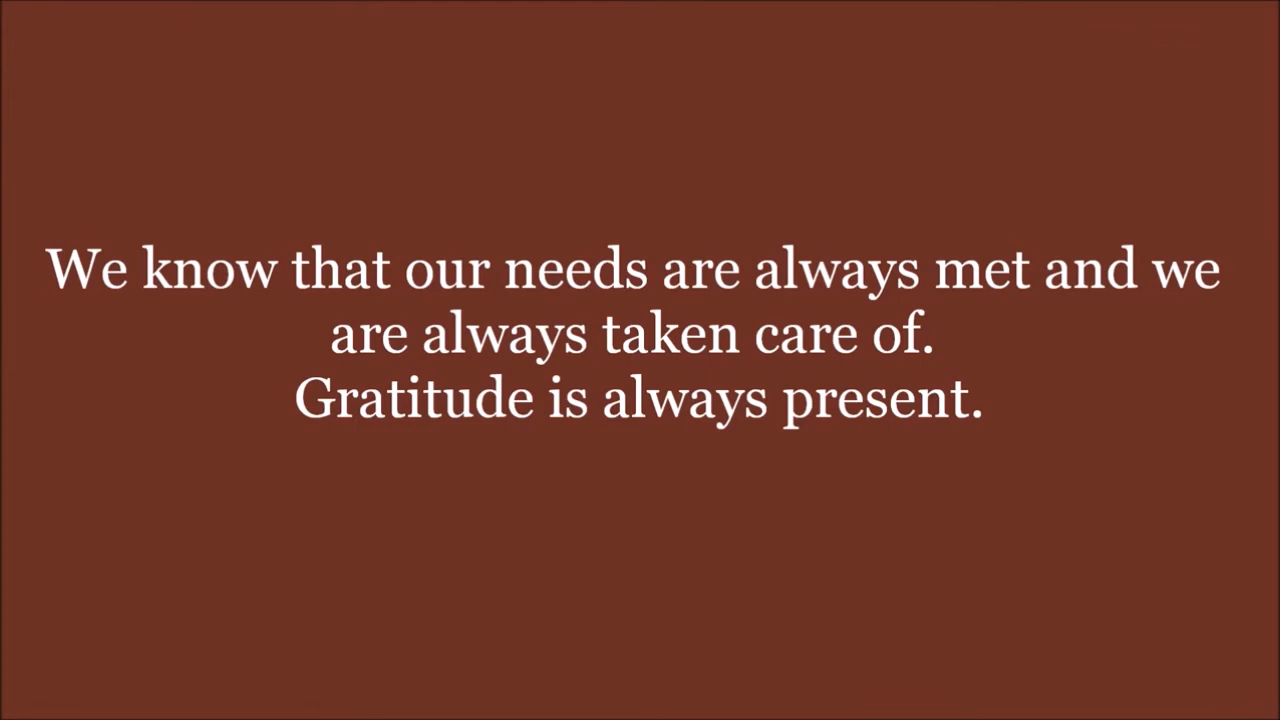 We know that our needs are always met and we
are always taken care of.
Gratitude is always present.